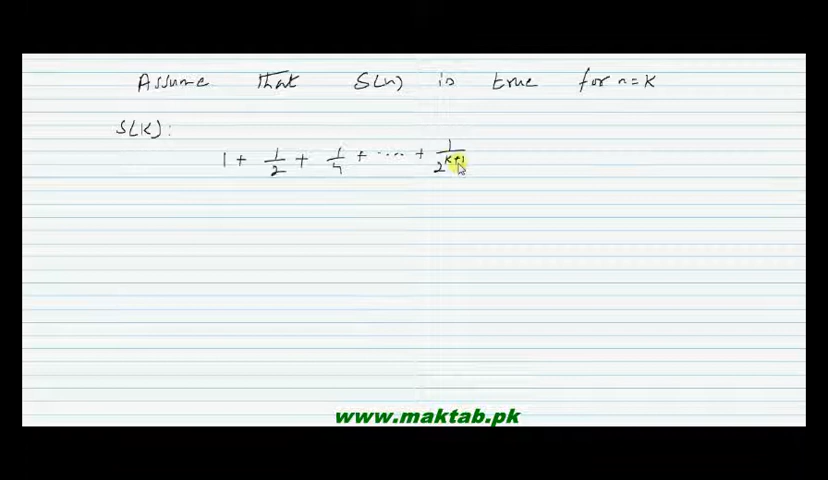 Assume that S(n) is true for n=k
S(k):
1 + 1/2 + 1/4 + .... + 1/2^(k+1)
www.maktab.pk